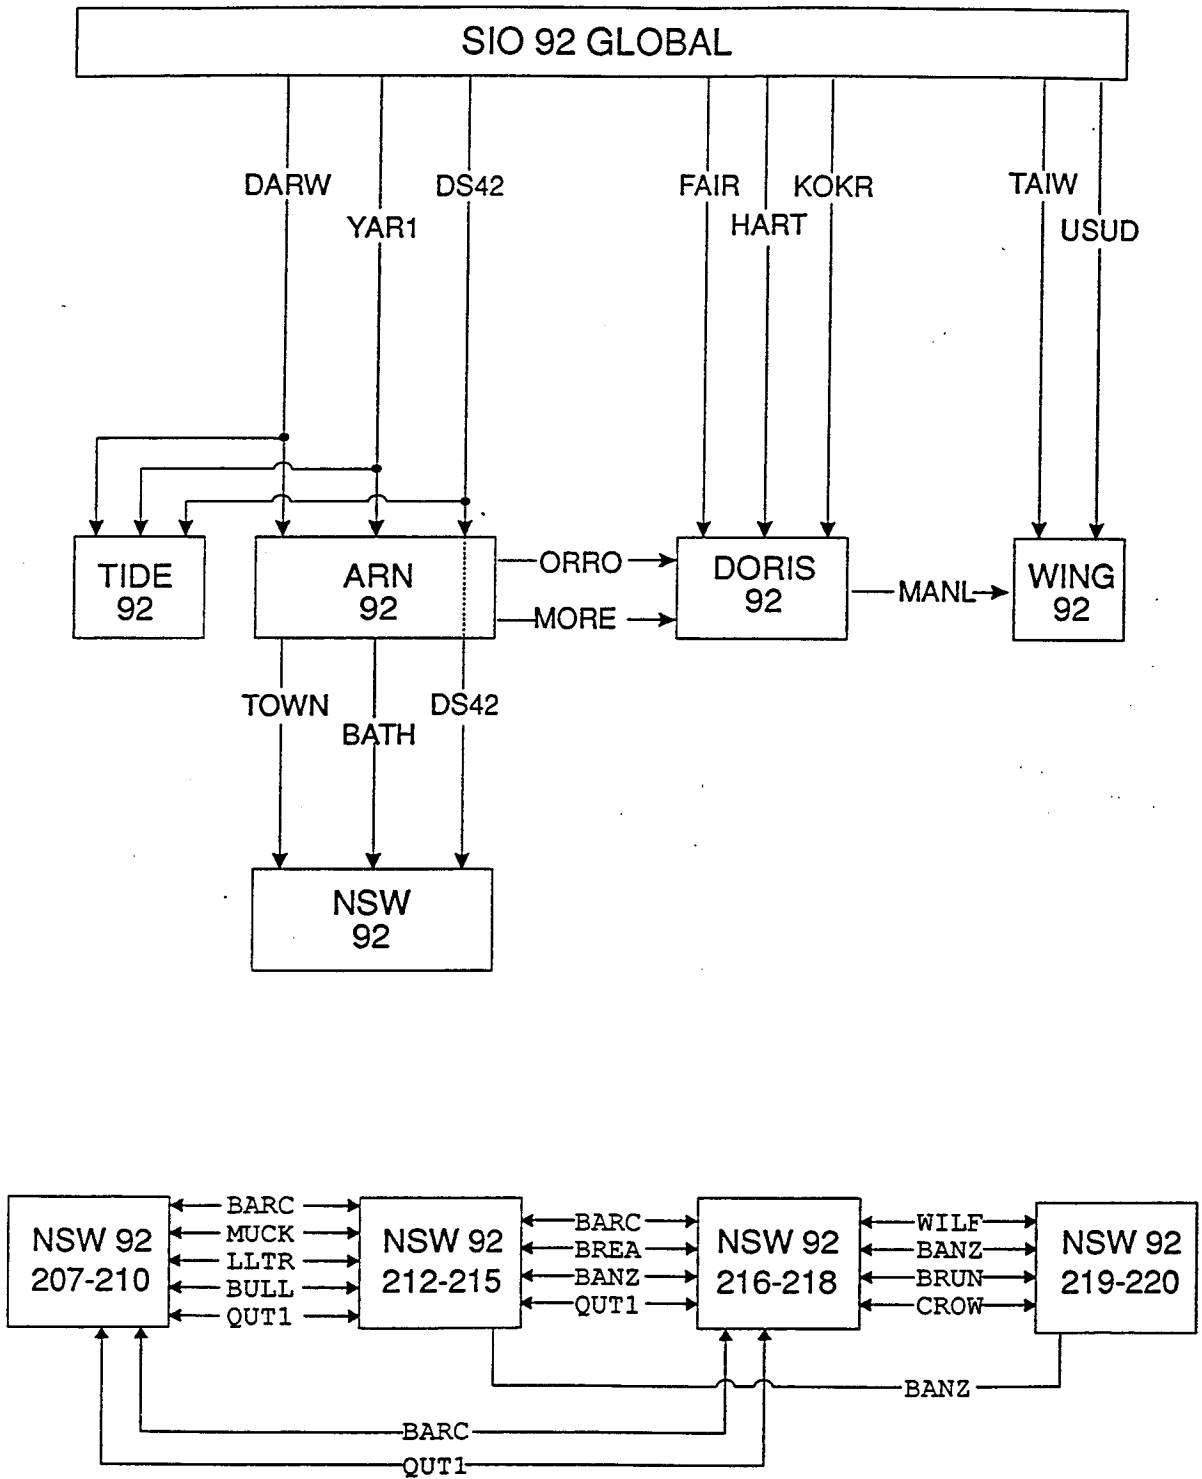 SIO 92 GLOBAL
DARW
DS42
FAIR
KOKR
TAIW
YAR1
HART
USUD
TIDE
92
ARN
92
ORRO
MORE
DORIS
92
MANL
WING
92
TOWN
DS42
BATH
NSW
92
NSW 92
207-210
BARC
MUCK
LLTR
BULL
QUT1
NSW 92
212-215
BARC
BREA
BANZ
QUT1
NSW 92
216-218
WILF
BANZ
BRUN
CROW
NSW 92
219-220
BANZ
BARC
QUT1